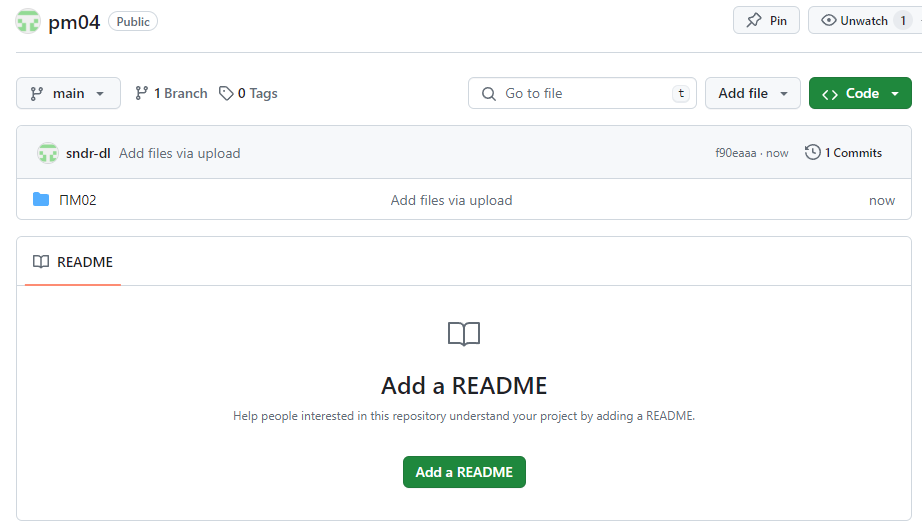 pm04 Public Pin Unwatch 1
main 1 Branch 0 Tags Go to file t Add file Code
sndr-dl Add files via upload f90eaaa · now 1 Commits
ПМ02 Add files via upload now
README
Add a README
Help people interested in this repository understand your project by adding a README.
Add a README